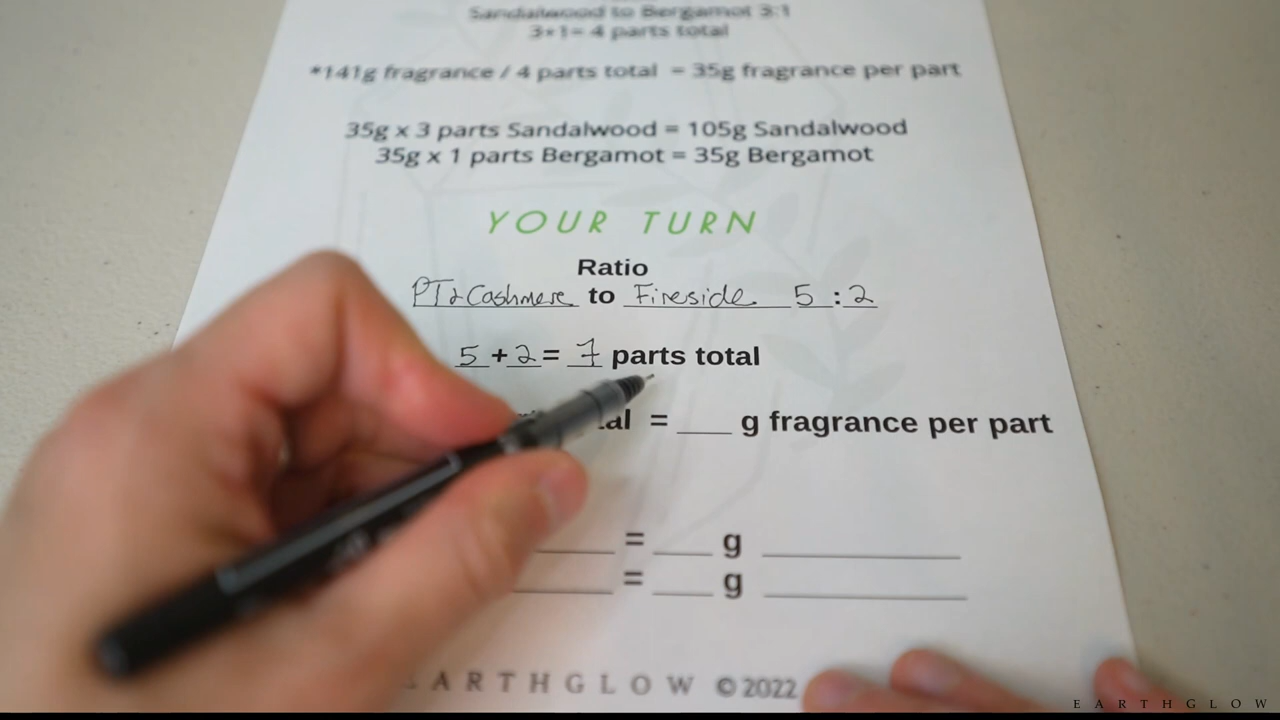 Sandalwood to Bergamot 3:1
3+1= 4 parts total
*141g fragrance / 4 parts total = 35g fragrance per part
35g x 3 parts Sandalwood = 105g Sandalwood
35g x 1 parts Bergamot = 35g Bergamot
YOUR TURN
Ratio
PT & Cashmere to Fireside 5 : 2
5 + 2 = 7 parts total
= ___ g fragrance per part
= ___ g
= ___ g
EARTHGLOW © 2022
EARTHGLOW